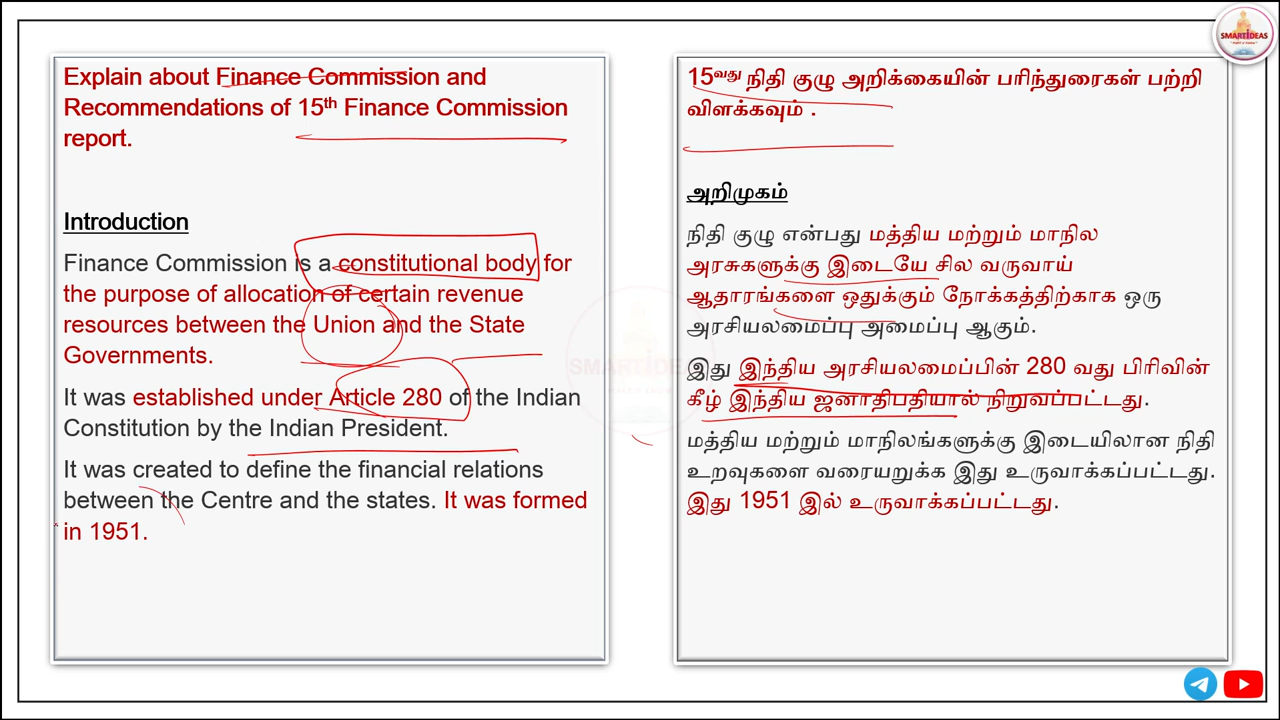 Explain about Finance Commission and
Recommendations of 15th Finance Commission
report.
Introduction
Finance Commission is a constitutional body for
the purpose of allocation of certain revenue
resources between the Union and the State
Governments.
It was established under Article 280 of the Indian
Constitution by the Indian President.
It was created to define the financial relations
between the Centre and the states. It was formed
in 1951.
15வது நிதி குழு அறிக்கையின் பரிந்துரைகள் பற்றி
விளக்கவும் .
அறிமுகம்
நிதி குழு என்பது மத்திய மற்றும் மாநில
அரசுகளுக்கு இடையே சில வருவாய்
ஆதாரங்களை ஒதுக்கும் நோக்கத்திற்காக ஒரு
அரசியலமைப்பு அமைப்பு ஆகும்.
இது இந்திய அரசியலமைப்பின் 280 வது பிரிவின்
கீழ் இந்திய ஜனாதிபதியால் நிறுவப்பட்டது.
மத்திய மற்றும் மாநிலங்களுக்கு இடையிலான நிதி
உறவுகளை வரையறுக்க இது உருவாக்கப்பட்டது.
இது 1951 இல் உருவாக்கப்பட்டது.
SMARTIDEAS
SMARTIDEAS